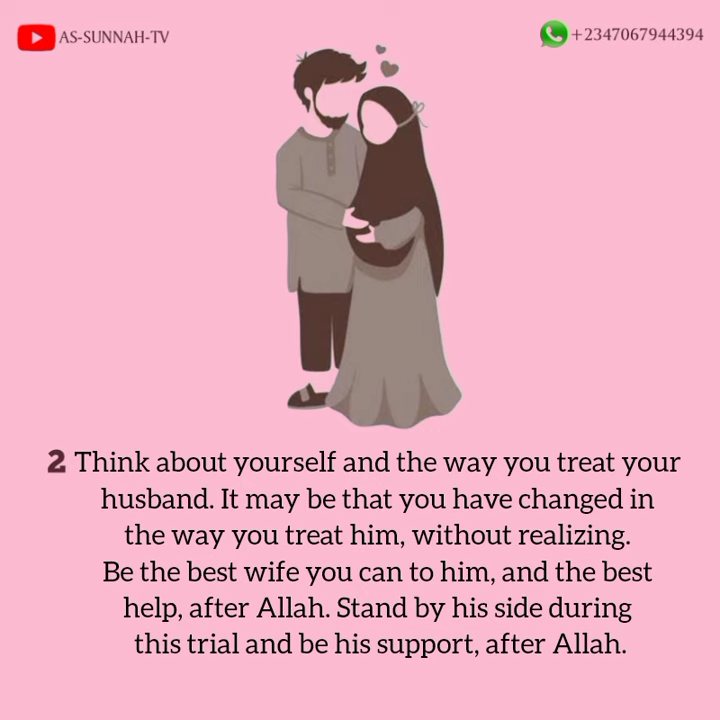 AS-SUNNAH-TV
+2347067944394
2 Think about yourself and the way you treat your
husband. It may be that you have changed in
the way you treat him, without realizing.
Be the best wife you can to him, and the best
help, after Allah. Stand by his side during
this trial and be his support, after Allah.